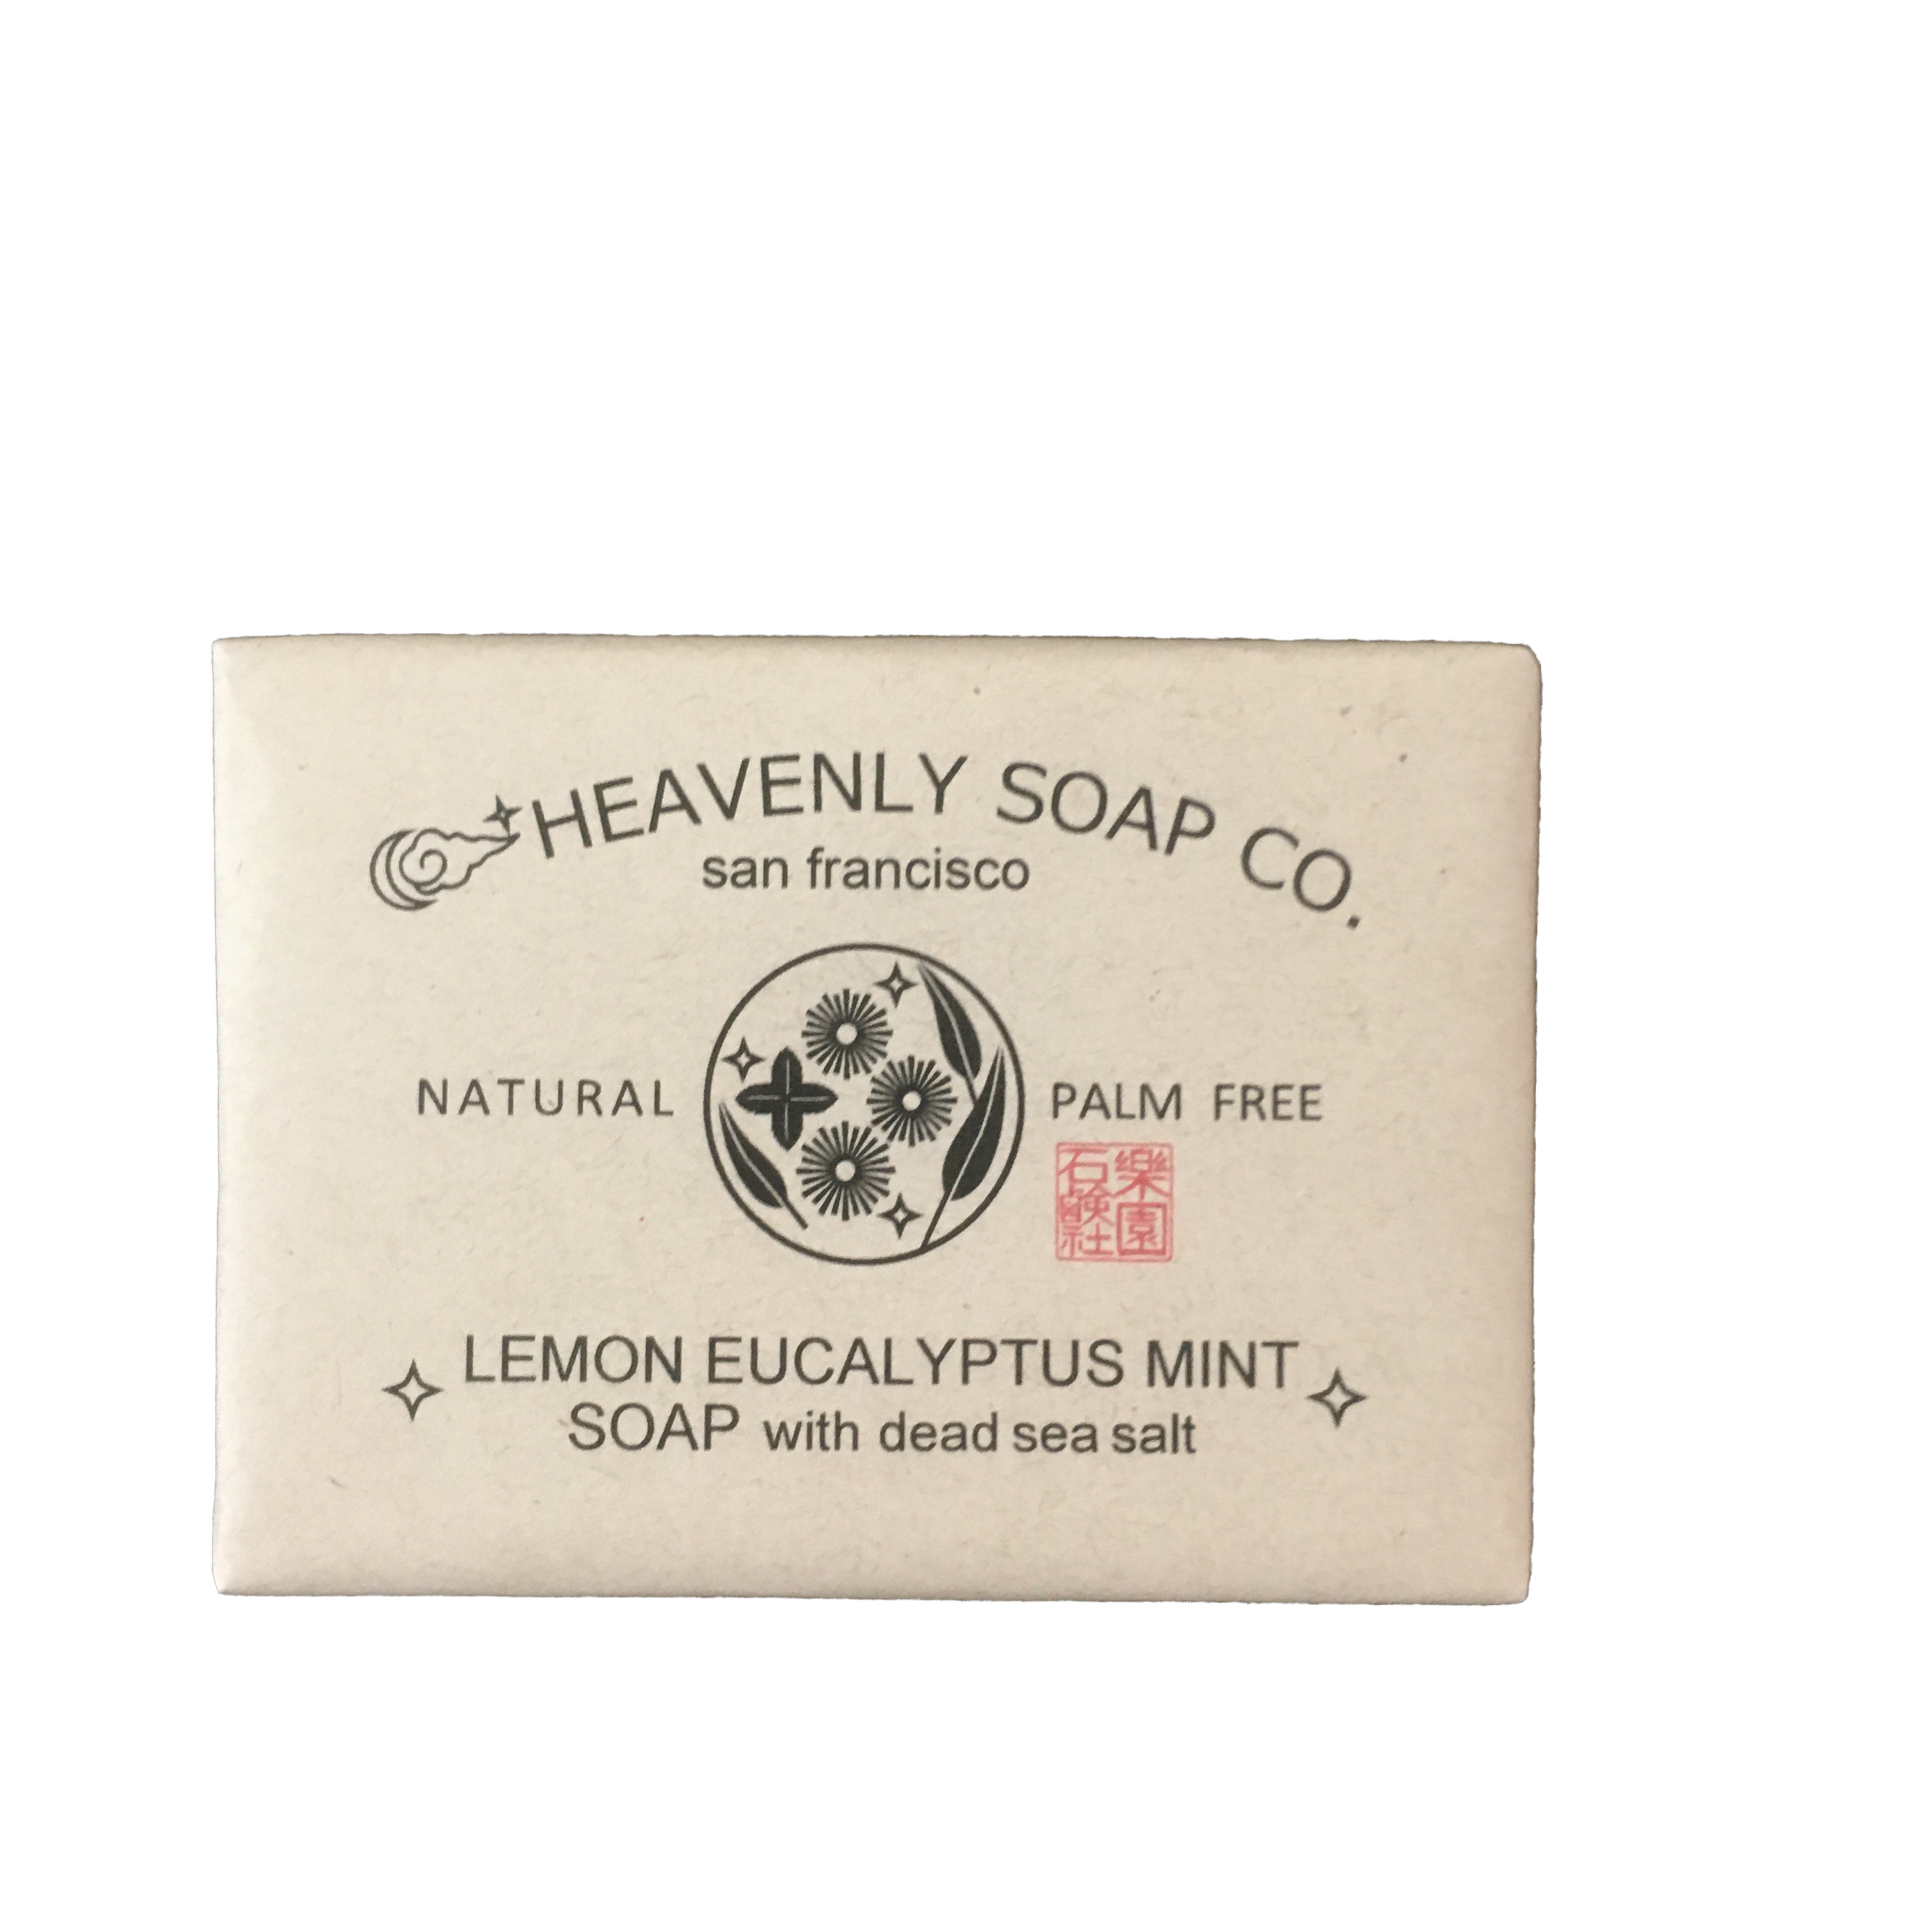 HEAVENLY SOAP CO.
san francisco
NATURAL
PALM FREE
樂園
石鹸社
LEMON EUCALYPTUS MINT
SOAP with dead sea salt